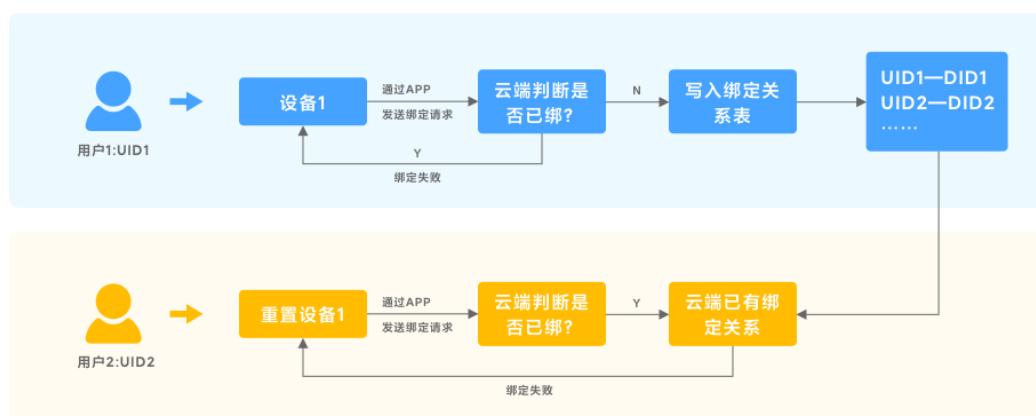 用户1:UID1
设备1
通过APP
发送绑定请求
云端判断是
否已绑?
N
写入绑定关
系表
UID1—DID1
UID2—DID2
……
Y
绑定失败
用户2:UID2
重置设备1
通过APP
发送绑定请求
云端判断是
否已绑?
Y
云端已有绑
定关系
绑定失败